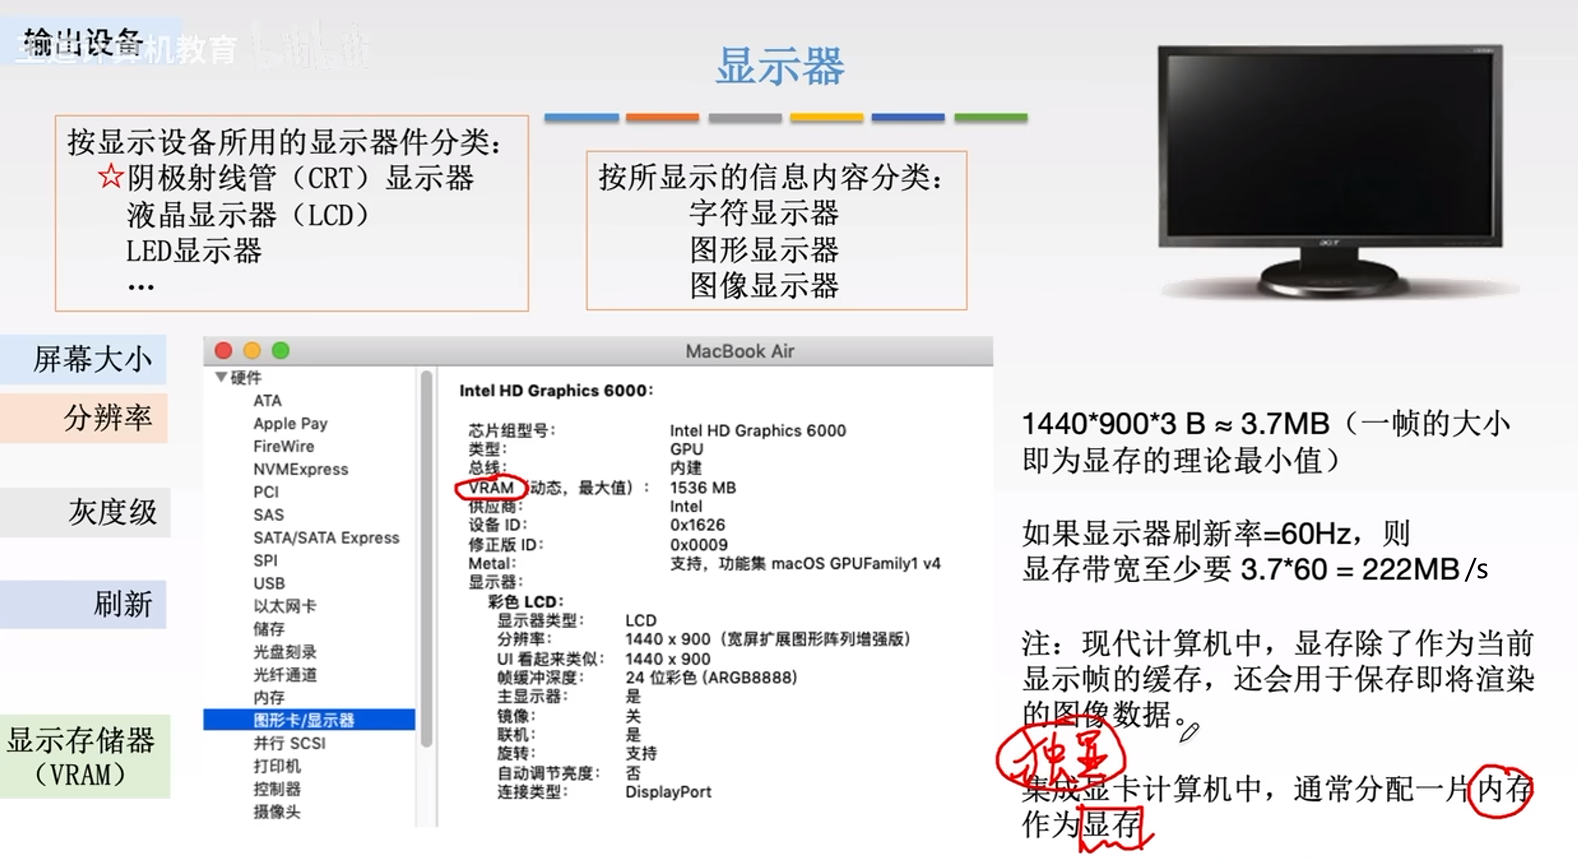 输出设备
王道计算机教育
bilibili
显示器
按显示设备所用的显示器件分类：
☆阴极射线管（CRT）显示器
液晶显示器（LCD）
LED显示器
...
按所显示的信息内容分类：
字符显示器
图形显示器
图像显示器
acer
屏幕大小
分辨率
灰度级
刷新
显示存储器
（VRAM）
MacBook Air
硬件
ATA
Apple Pay
FireWire
NVMExpress
PCI
SAS
SATA/SATA Express
SPI
USB
以太网卡
储存
光盘刻录
光纤通道
内存
图形卡/显示器
并行 SCSI
打印机
控制器
摄像头
Intel HD Graphics 6000：
芯片组型号： Intel HD Graphics 6000
类型： GPU
总线： 内建
VRAM（动态，最大值）： 1536 MB
供应商： Intel
设备 ID： 0x1626
修正版 ID： 0x0009
Metal： 支持，功能集 macOS GPUFamily1 v4
显示器：
彩色 LCD：
显示器类型： LCD
分辨率： 1440 x 900（宽屏扩展图形阵列增强版）
UI 看起来类似： 1440 x 900
帧缓冲深度： 24 位彩色 (ARGB8888)
主显示器： 是
镜像： 关
联机： 是
旋转： 支持
自动调节亮度： 否
连接类型： DisplayPort
1440*900*3 B ≈ 3.7MB（一帧的大小
即为显存的理论最小值）
如果显示器刷新率=60Hz，则
显存带宽至少要 3.7*60 = 222MB/s
注：现代计算机中，显存除了作为当前
显示帧的缓存，还会用于保存即将渲染
的图像数据。
独显
集成显卡计算机中，通常分配一片内存
作为显存